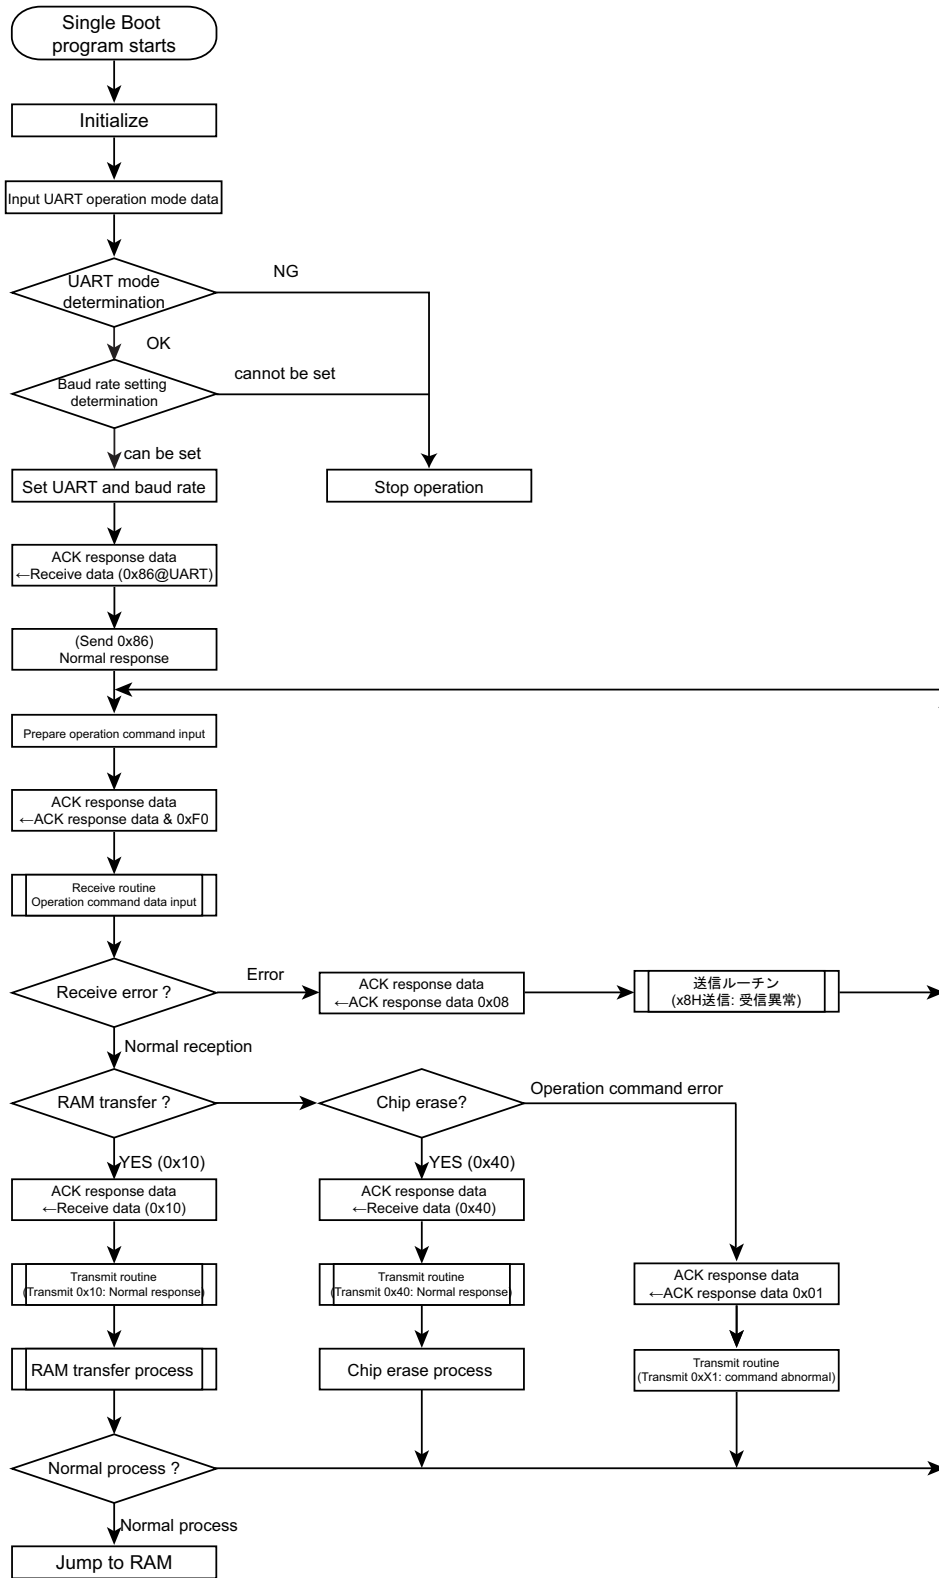 Single Boot
program starts
Initialize
Input UART operation mode data
UART mode
determination
NG
OK
Baud rate setting
determination
cannot be set
can be set
Set UART and baud rate
Stop operation
ACK response data
←Receive data (0x86@UART)
(Send 0x86)
Normal response
Prepare operation command input
ACK response data
←ACK response data & 0xF0
Receive routine
Operation command data input
Receive error ?
Error
ACK response data
←ACK response data 0x08
送信ルーチン
(x8H送信: 受信異常)
Normal reception
RAM transfer ?
Chip erase?
Operation command error
YES (0x10)
YES (0x40)
ACK response data
←Receive data (0x10)
ACK response data
←Receive data (0x40)
Transmit routine
(Transmit 0x10: Normal response)
Transmit routine
(Transmit 0x40: Normal response)
ACK response data
←ACK response data 0x01
RAM transfer process
Chip erase process
Transmit routine
(Transmit 0xX1: command abnormal)
Normal process ?
Normal process
Jump to RAM